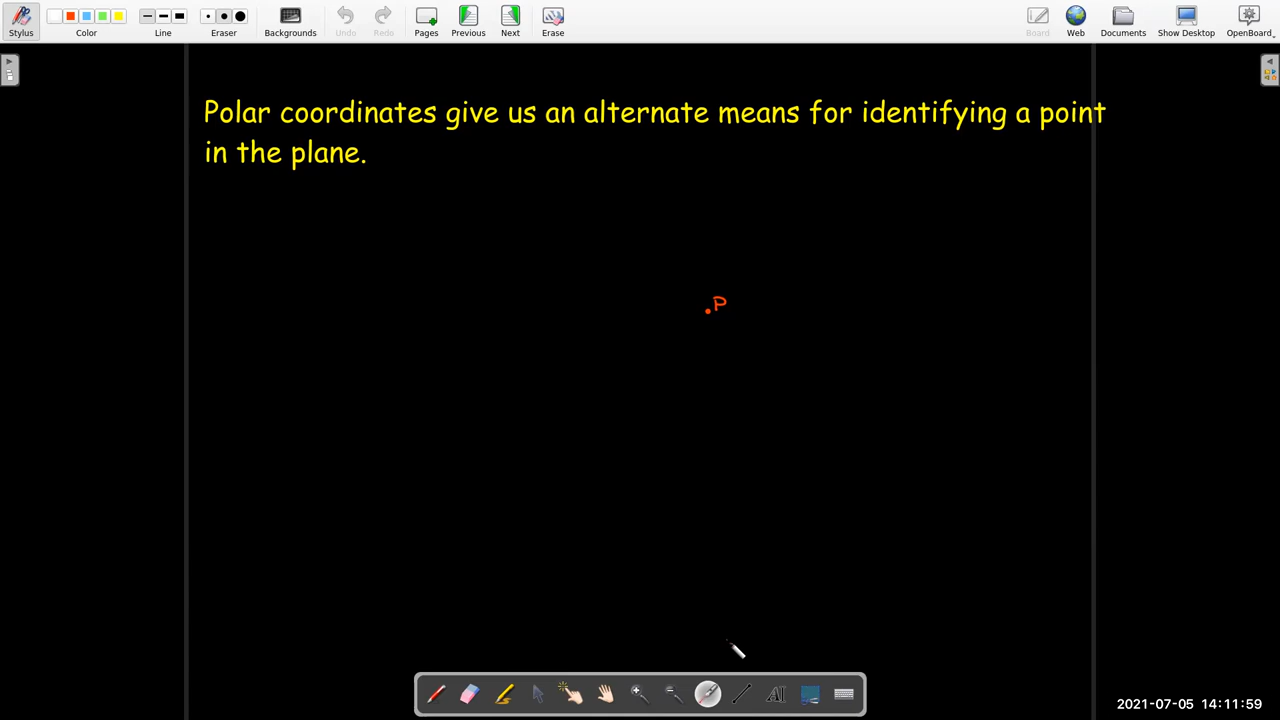 Stylus
Color
Line
Eraser
Backgrounds
Undo
Redo
Pages
Previous
Next
Erase
Board
Web
Documents
Show Desktop
OpenBoard
Polar coordinates give us an alternate means for identifying a point
in the plane.
P
AI
2021-07-05 14:11:59